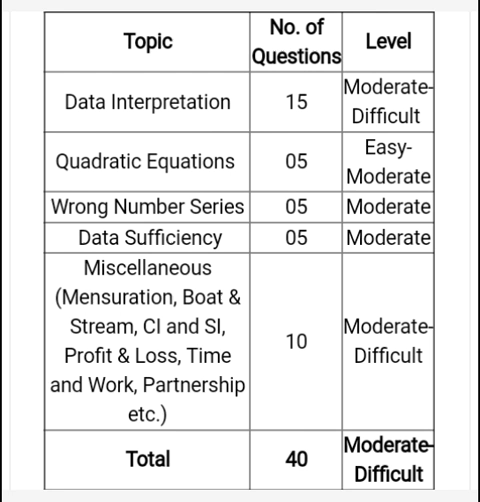 Topic No. of Questions Level
Data Interpretation 15 Moderate-Difficult
Quadratic Equations 05 Easy-Moderate
Wrong Number Series 05 Moderate
Data Sufficiency 05 Moderate
Miscellaneous
(Mensuration, Boat &
Stream, CI and SI,
Profit & Loss, Time
and Work, Partnership
etc.) 10 Moderate-Difficult
Total 40 Moderate-Difficult